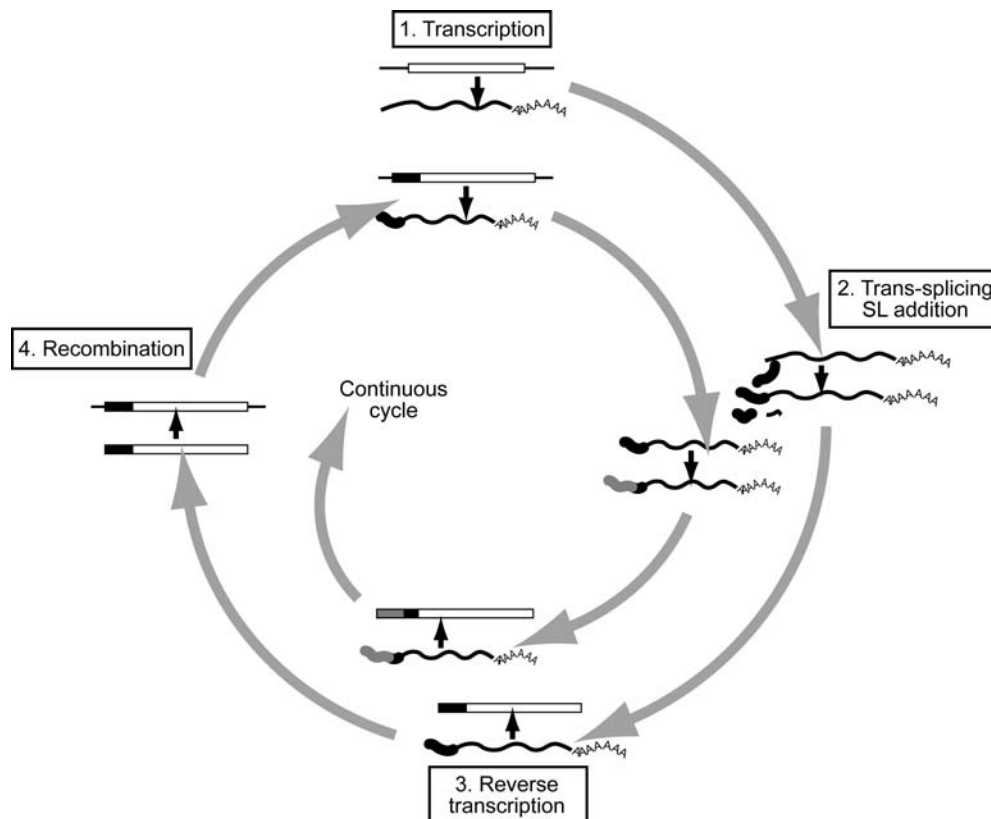 1. Transcription
2. Trans-splicing
SL addition
4. Recombination
Continuous
cycle
3. Reverse
transcription